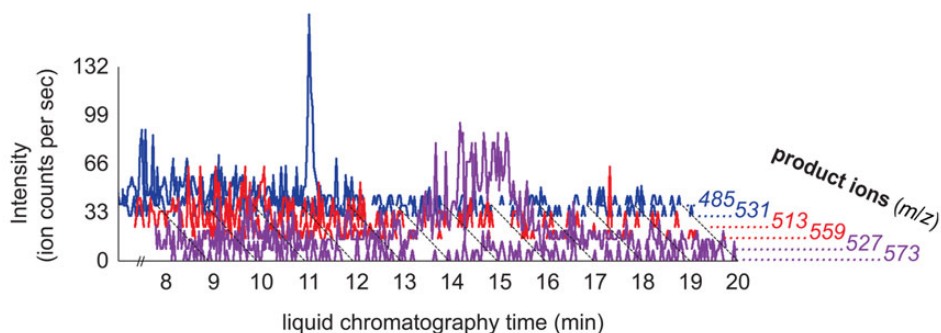 Intensity
(ion counts per sec)
132
99
66
33
0
//
8 9 10 11 12 13 14 15 16 17 18 19 20
liquid chromatography time (min)
product ions (m/z)
485
531
513
559
527
573